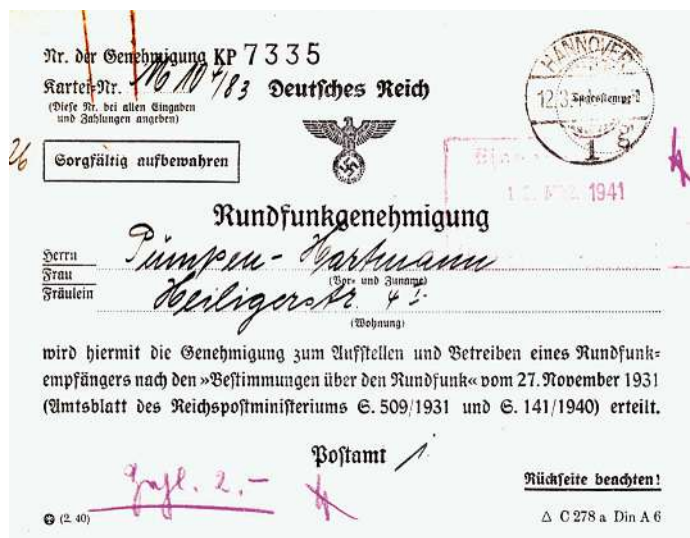 Nr. der Genehmigung KP 7335
Kartei-Nr. M 10 4/83
(Diese Nr. bei allen Eingaben
und Zahlungen angeben)
Deutsches Reich
HANNOVER
12.3. Tagesstempel
1 g
Sorgfältig aufbewahren
1941
Rundfunkgenehmigung
Herrn
Frau
Fräulein
Pümpen-Hartmann
(Vor- und Zuname)
Heiligerstr. 4 I.
(Wohnung)
wird hiermit die Genehmigung zum Aufstellen und Betreiben eines Rundfunk=
empfängers nach den »Bestimmungen über den Rundfunk« vom 27. November 1931
(Amtsblatt des Reichspostministeriums S. 509/1931 und S. 141/1940) erteilt.
Postamt 1
2.-
Rückseite beachten!
(2. 40)
△ C 278 a Din A 6